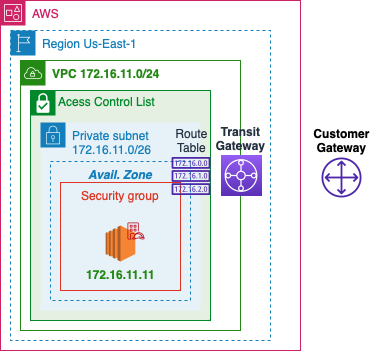 AWS
Region Us-East-1
VPC 172.16.11.0/24
Acess Control List
Private subnet
172.16.11.0/26
Route
Table
Transit
Gateway
Customer
Gateway
172.16.0.0
172.16.1.0
172.16.2.0
Avail. Zone
Security group
172.16.11.11